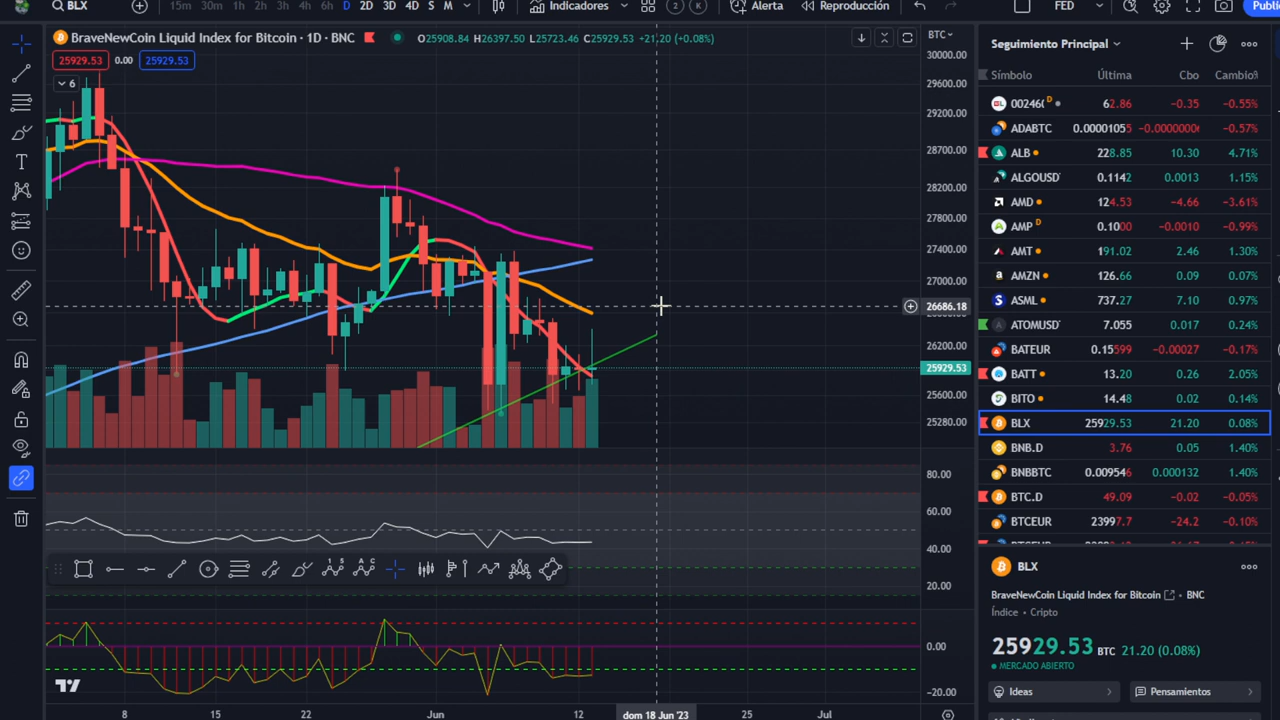 BLX
15m 30m 1h 2h 3h 4h 6h D 2D 3D 4D S M
Indicadores
2 K
Alerta
Reproducción
FED
BraveNewCoin Liquid Index for Bitcoin · 1D · BNC
O25908.84 H26397.50 L25723.46 C25929.53 +21.20 (+0.08%)
25929.53 0.00 25929.53
6
BTC
30000.00
29600.00
29200.00
28700.00
28200.00
27800.00
27400.00
27000.00
26686.18
26200.00
25929.53
25600.00
25280.00
80.00
60.00
40.00
20.00
0.00
−20.00
8 15 22 Jun 12 dom 18 Jun '23 25 Jul
Seguimiento Principal
Símbolo Última Cbo Cambio%
00246( D 62.86 −0.35 −0.55%
ADABTC 0.00001055 −0.0000000( −0.57%
ALB 228.85 10.30 4.71%
ALGOUSD 0.1142 0.0013 1.15%
AMD 124.53 −4.66 −3.61%
AMP D 0.1000 −0.0010 −0.99%
AMT 191.02 2.46 1.30%
AMZN 126.66 0.09 0.07%
ASML 737.27 7.10 0.97%
ATOMUSD 7.055 0.017 0.24%
BATEUR 0.15599 −0.00027 −0.17%
BATT 13.20 0.26 2.05%
BITO 14.48 0.02 0.14%
BLX 25929.53 21.20 0.08%
BNB.D 3.76 0.05 1.40%
BNBBTC 0.009546 0.000132 1.40%
BTC.D 49.09 −0.02 −0.05%
BTCEUR 23997.7 −24.2 −0.10%
BLX
BraveNewCoin Liquid Index for Bitcoin · BNC
Índice · Cripto
25929.53 BTC 21.20 (0.08%)
MERCADO ABIERTO
Ideas
Pensamientos